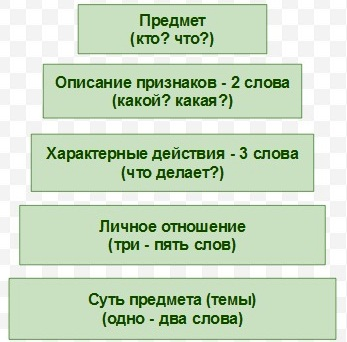 Предмет
(кто? что?)
Описание признаков - 2 слова
(какой? какая?)
Характерные действия - 3 слова
(что делает?)
Личное отношение
(три - пять слов)
Суть предмета (темы)
(одно - два слова)